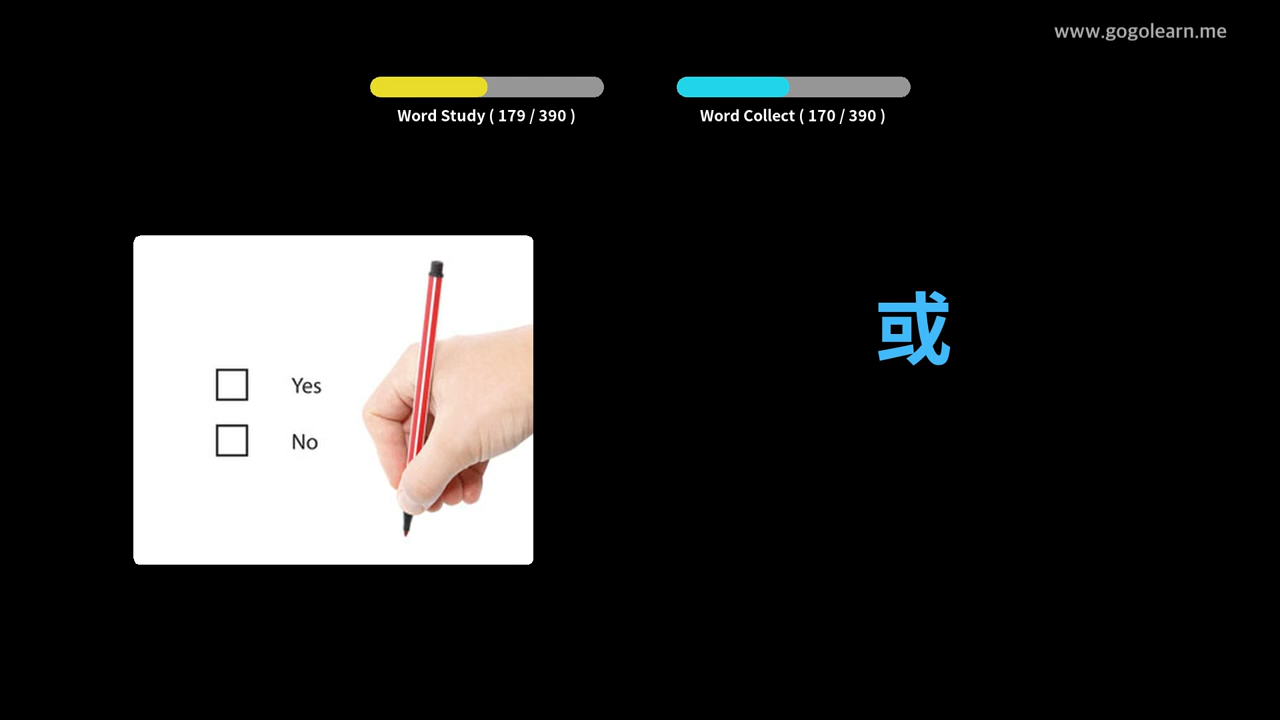 www.gogolearn.me
Word Study ( 179 / 390 )
Word Collect ( 170 / 390 )
Yes
No
或